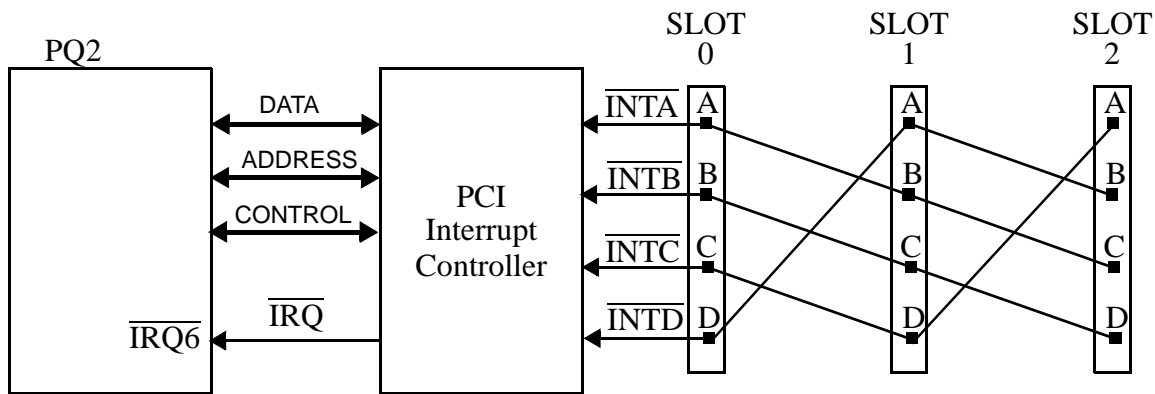 PQ2
DATA
ADDRESS
CONTROL
IRQ
IRQ6
PCI
Interrupt
Controller
INTA
INTB
INTC
INTD
SLOT
0
A
B
C
D
SLOT
1
A
B
C
D
SLOT
2
A
B
C
D